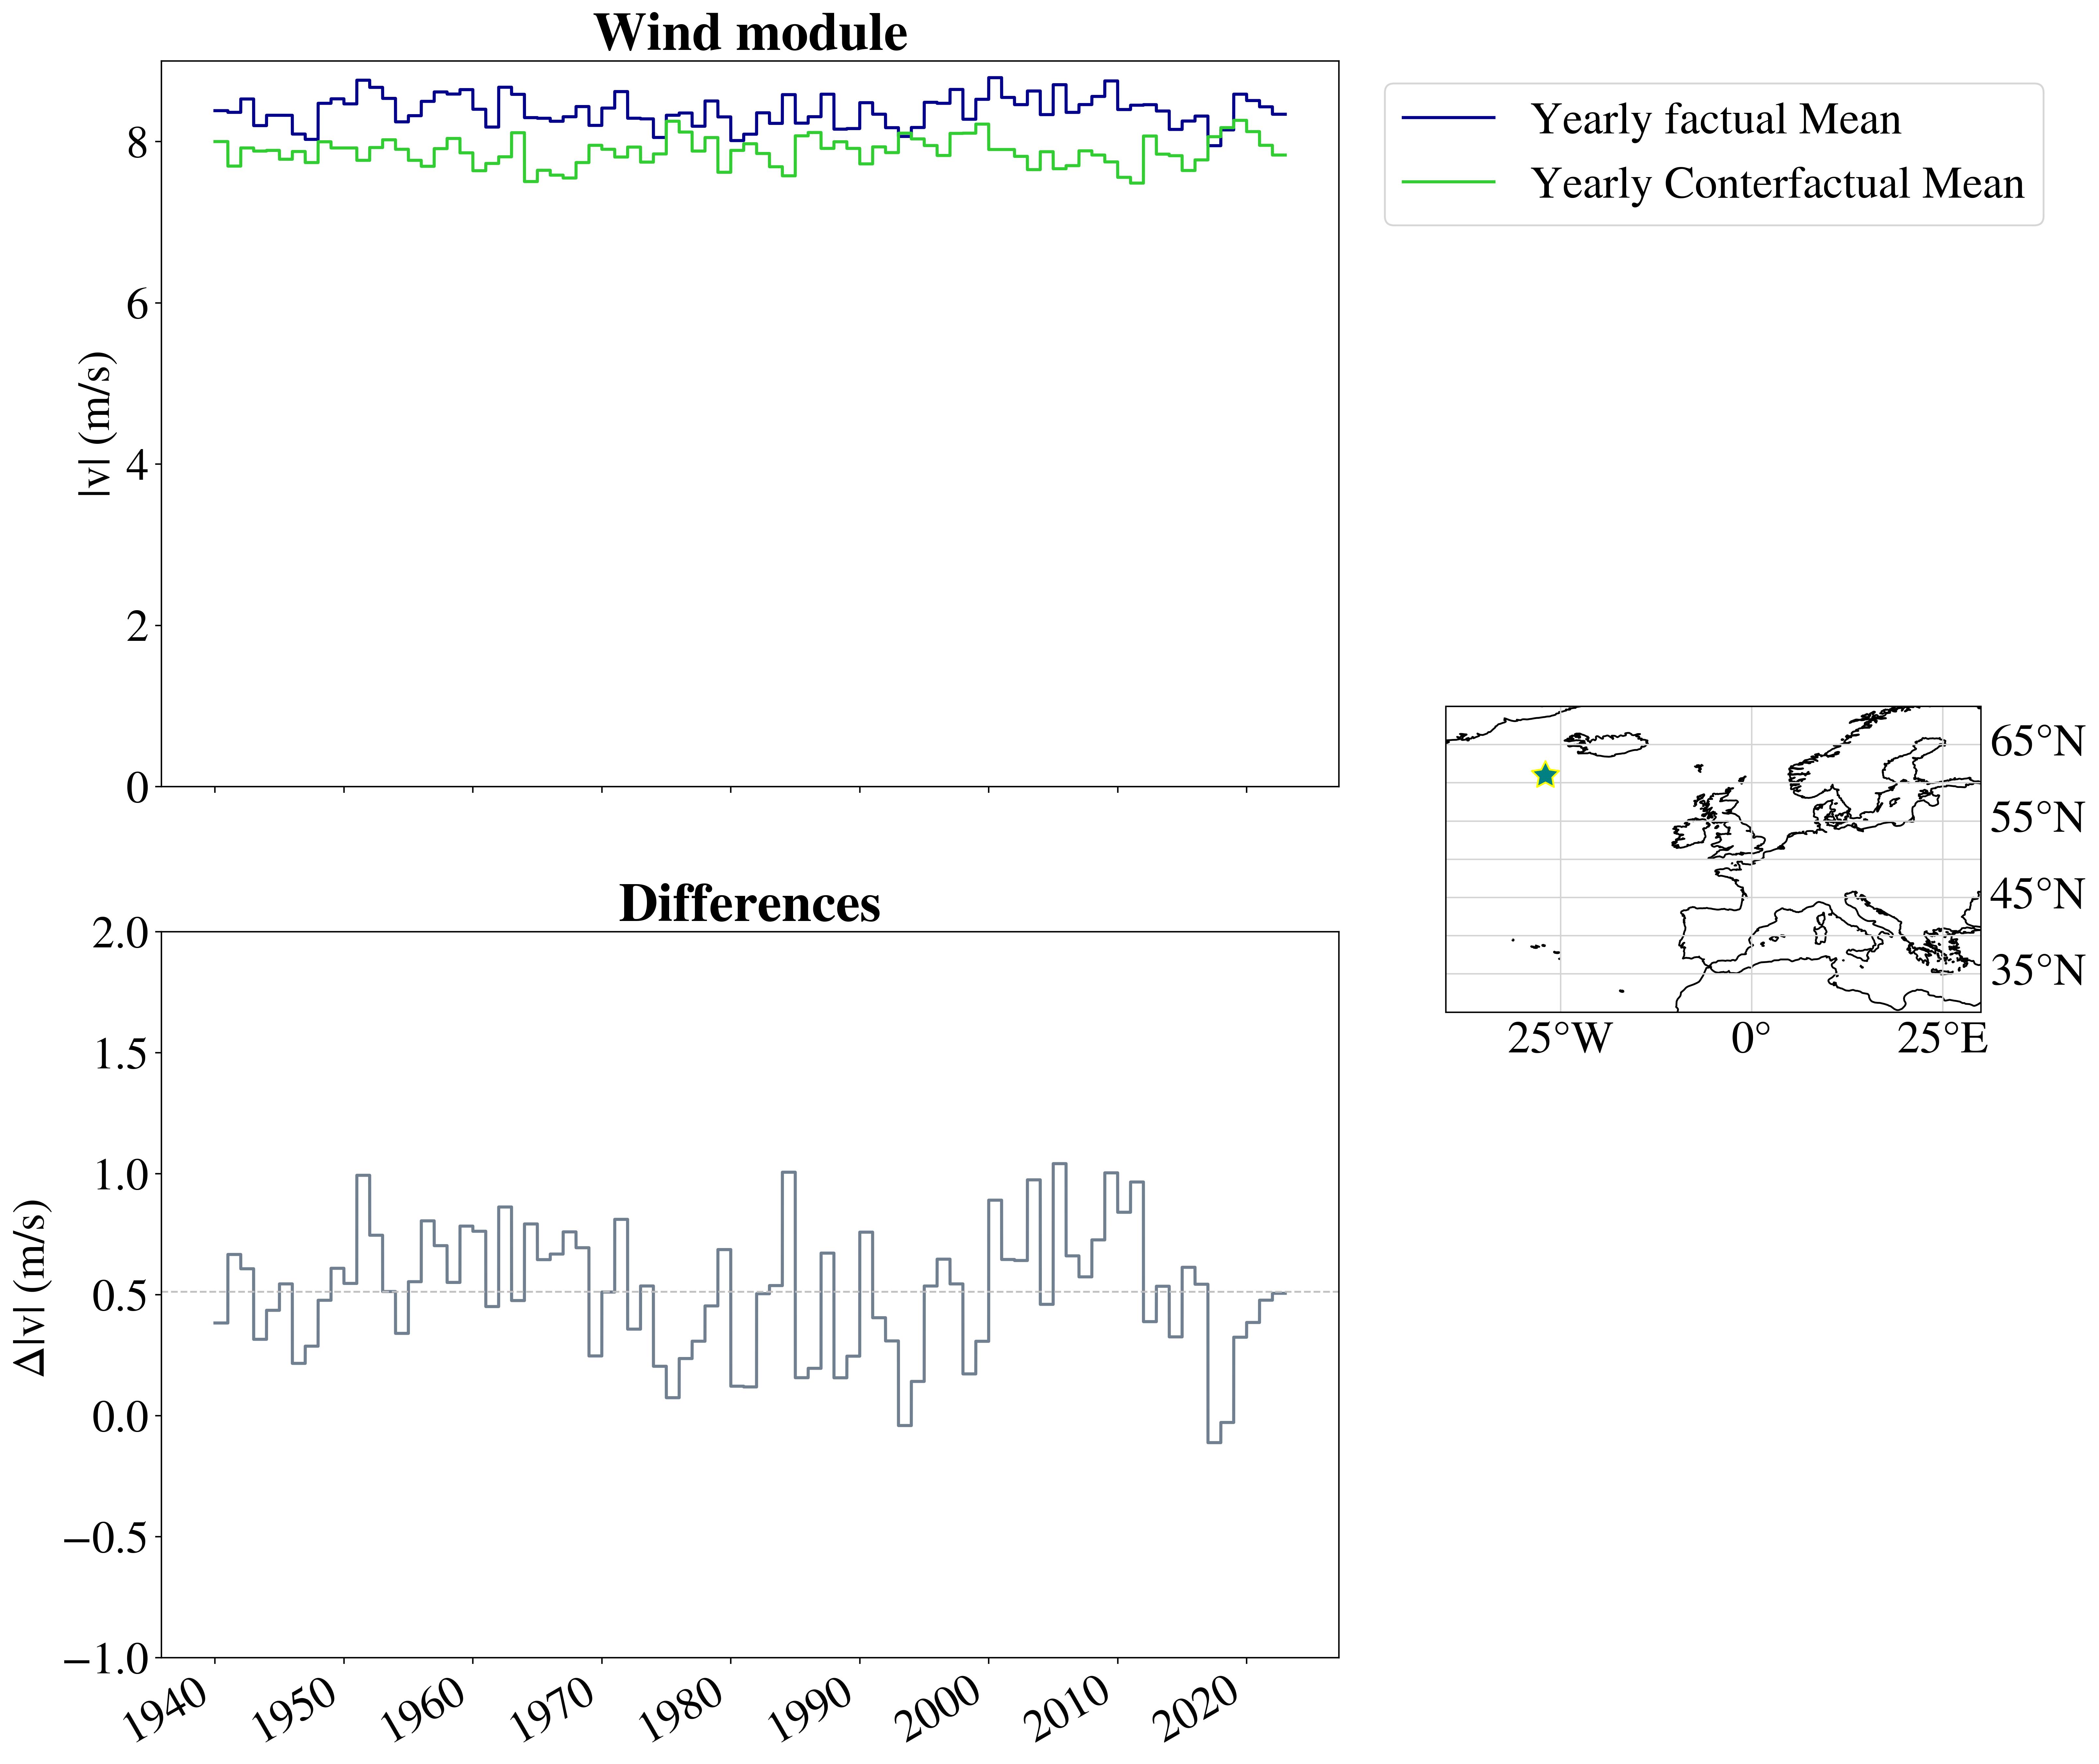 Wind module
8
6
4
2
0
|v| (m/s)
Yearly factual Mean
Yearly Conterfactual Mean
65°N
55°N
45°N
35°N
25°W 0° 25°E
Differences
2.0
1.5
1.0
0.5
0.0
−0.5
−1.0
Δ|v| (m/s)
1940 1950 1960 1970 1980 1990 2000 2010 2020